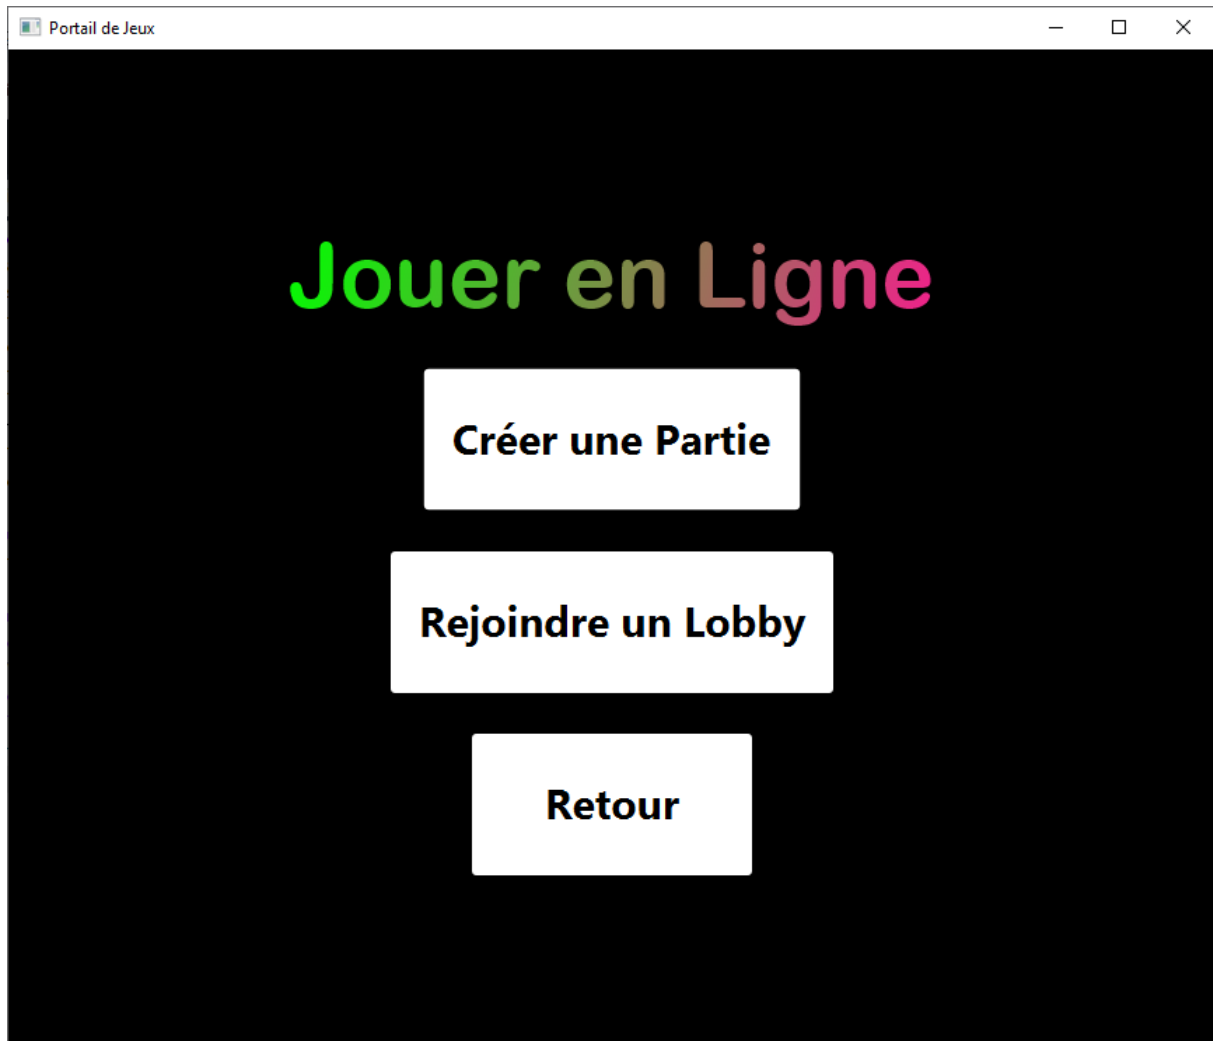 Portail de Jeux
Jouer en Ligne
Créer une Partie
Rejoindre un Lobby
Retour